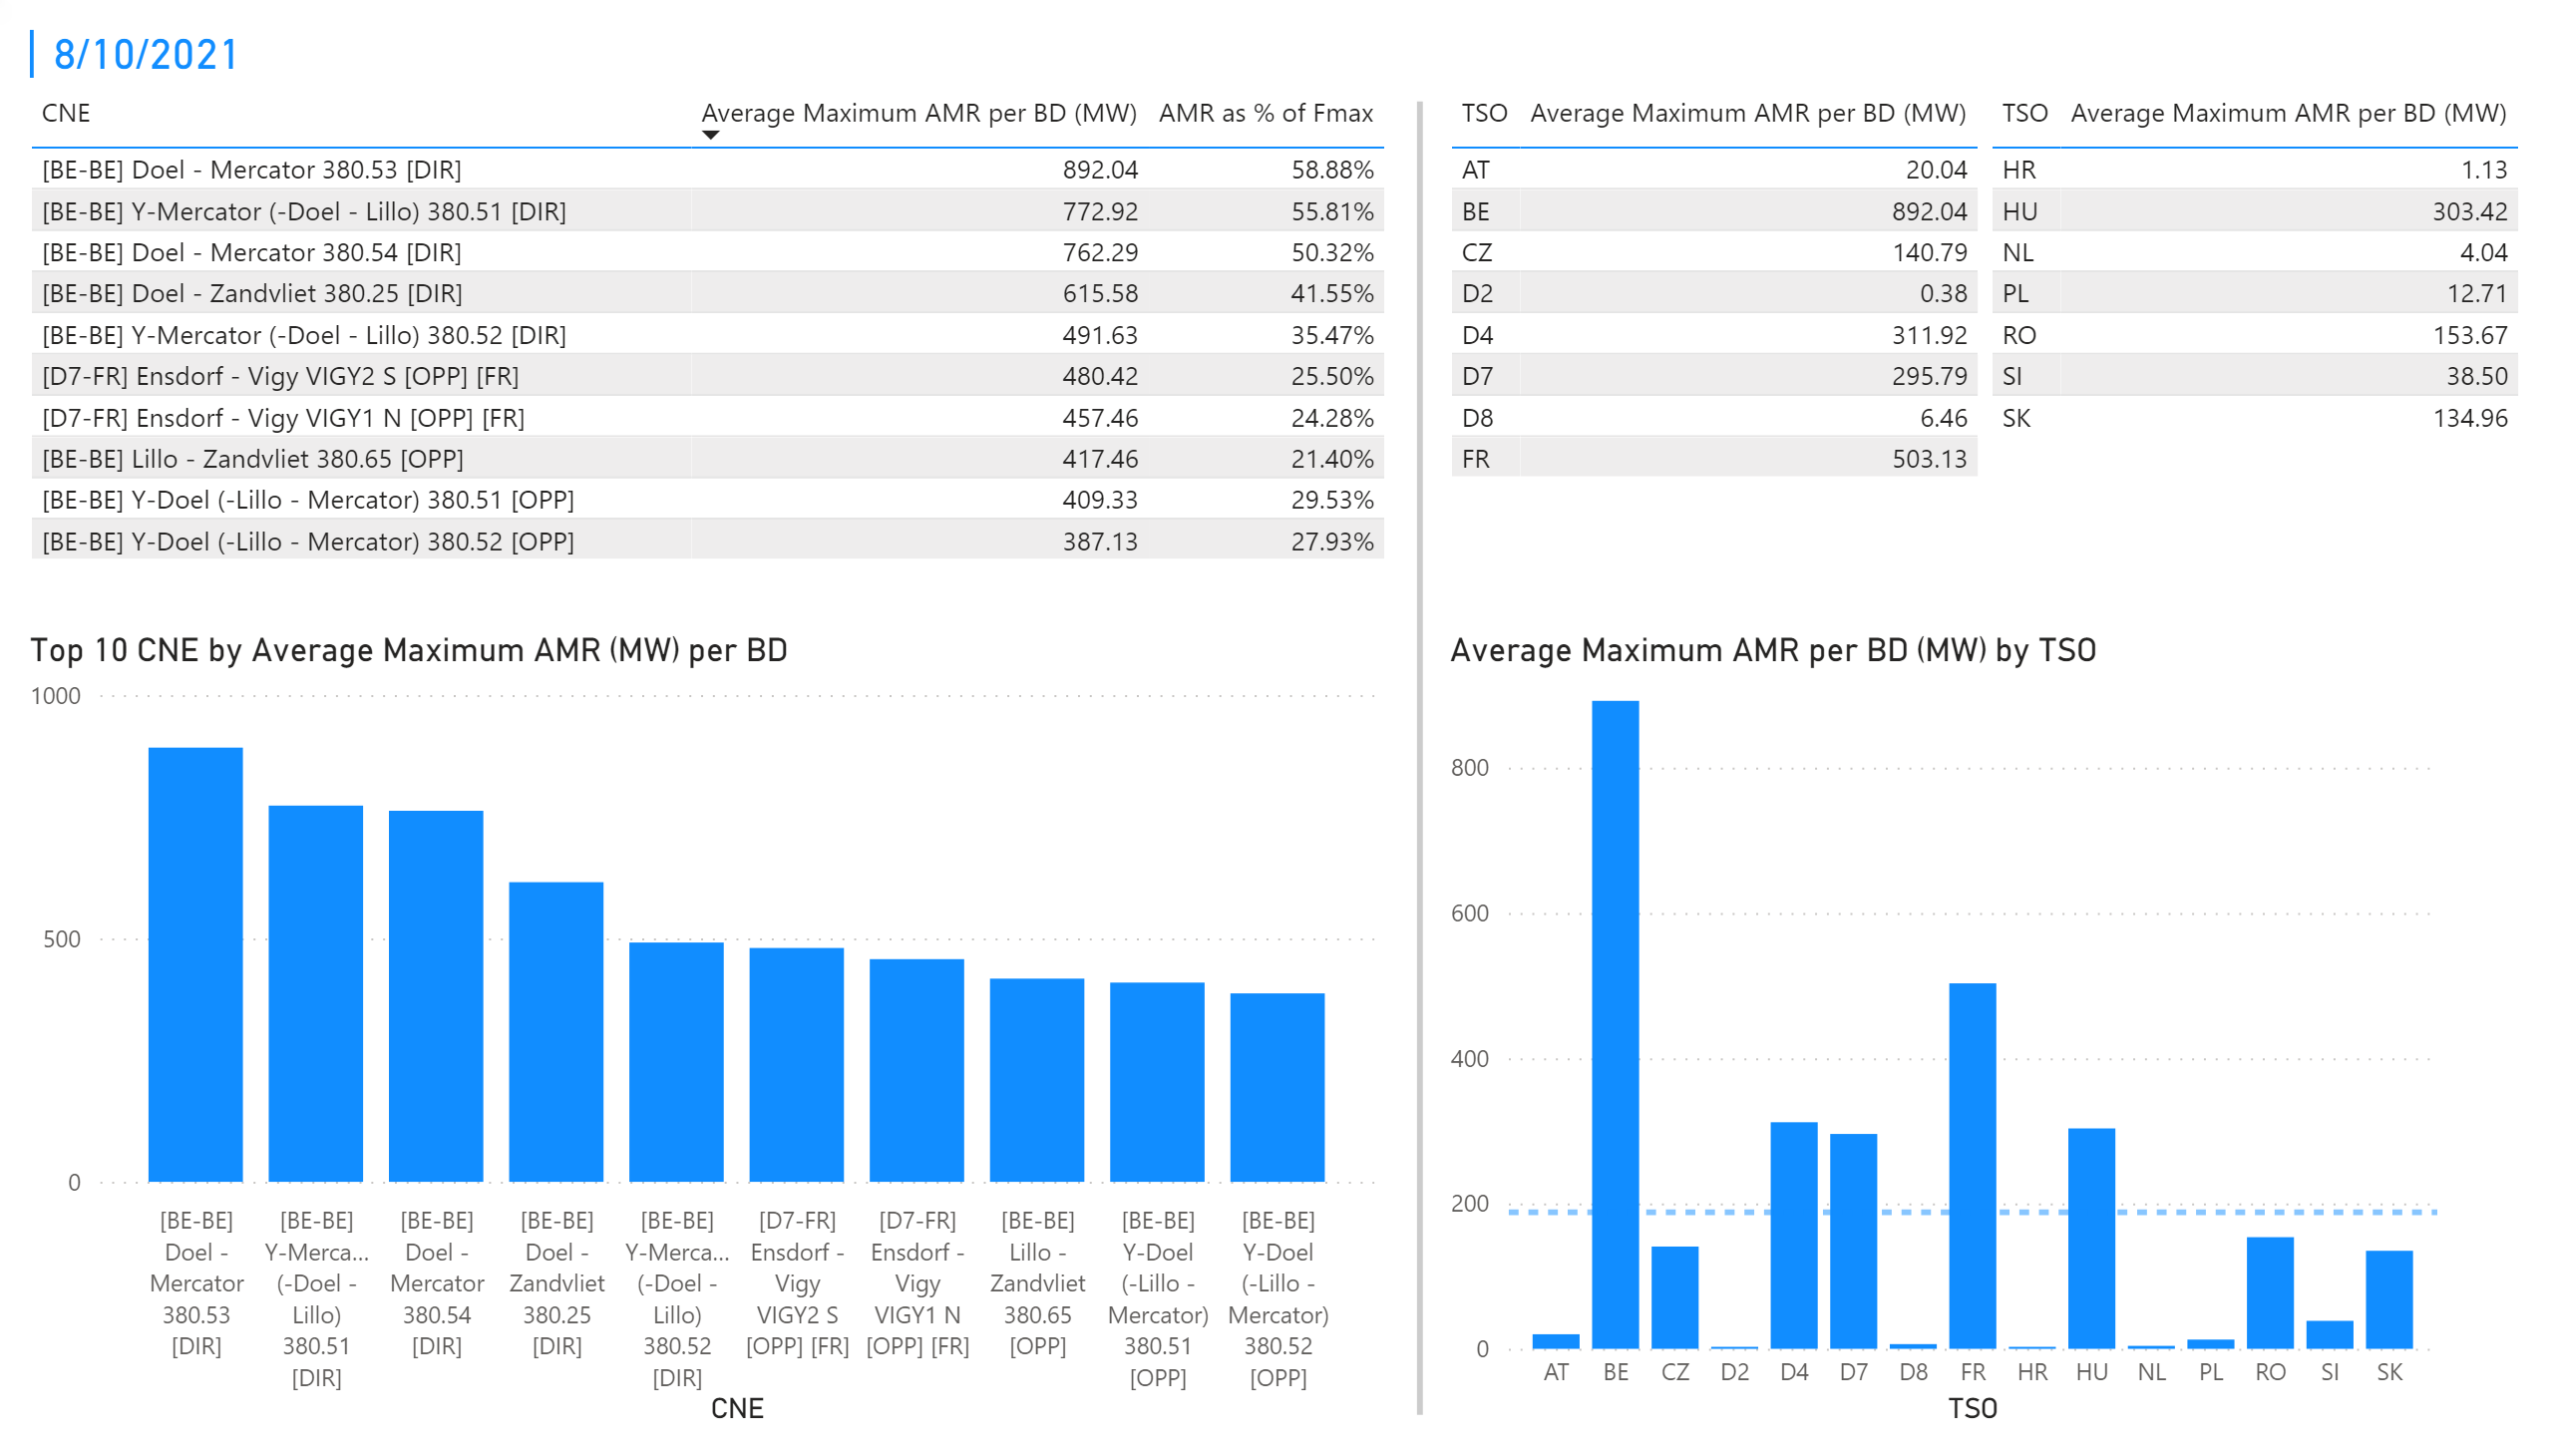 8/10/2021
CNE Average Maximum AMR per BD (MW) AMR as % of Fmax
[BE-BE] Doel - Mercator 380.53 [DIR] 892.04 58.88%
[BE-BE] Y-Mercator (-Doel - Lillo) 380.51 [DIR] 772.92 55.81%
[BE-BE] Doel - Mercator 380.54 [DIR] 762.29 50.32%
[BE-BE] Doel - Zandvliet 380.25 [DIR] 615.58 41.55%
[BE-BE] Y-Mercator (-Doel - Lillo) 380.52 [DIR] 491.63 35.47%
[D7-FR] Ensdorf - Vigy VIGY2 S [OPP] [FR] 480.42 25.50%
[D7-FR] Ensdorf - Vigy VIGY1 N [OPP] [FR] 457.46 24.28%
[BE-BE] Lillo - Zandvliet 380.65 [OPP] 417.46 21.40%
[BE-BE] Y-Doel (-Lillo - Mercator) 380.51 [OPP] 409.33 29.53%
[BE-BE] Y-Doel (-Lillo - Mercator) 380.52 [OPP] 387.13 27.93%
TSO Average Maximum AMR per BD (MW)
AT 20.04
BE 892.04
CZ 140.79
D2 0.38
D4 311.92
D7 295.79
D8 6.46
FR 503.13
TSO Average Maximum AMR per BD (MW)
HR 1.13
HU 303.42
NL 4.04
PL 12.71
RO 153.67
SI 38.50
SK 134.96
Top 10 CNE by Average Maximum AMR (MW) per BD
1000
500
0
[BE-BE]
Doel -
Mercator
380.53
[DIR]
[BE-BE]
Y-Merca...
(-Doel -
Lillo)
380.51
[DIR]
[BE-BE]
Doel -
Mercator
380.54
[DIR]
[BE-BE]
Doel -
Zandvliet
380.25
[DIR]
[BE-BE]
Y-Merca...
(-Doel -
Lillo)
380.52
[DIR]
[D7-FR]
Ensdorf -
Vigy
VIGY2 S
[OPP] [FR]
[D7-FR]
Ensdorf -
Vigy
VIGY1 N
[OPP] [FR]
[BE-BE]
Lillo -
Zandvliet
380.65
[OPP]
[BE-BE]
Y-Doel
(-Lillo -
Mercator)
380.51
[OPP]
[BE-BE]
Y-Doel
(-Lillo -
Mercator)
380.52
[OPP]
CNE
Average Maximum AMR per BD (MW) by TSO
800
600
400
200
0
AT BE CZ D2 D4 D7 D8 FR HR HU NL PL RO SI SK
TSO